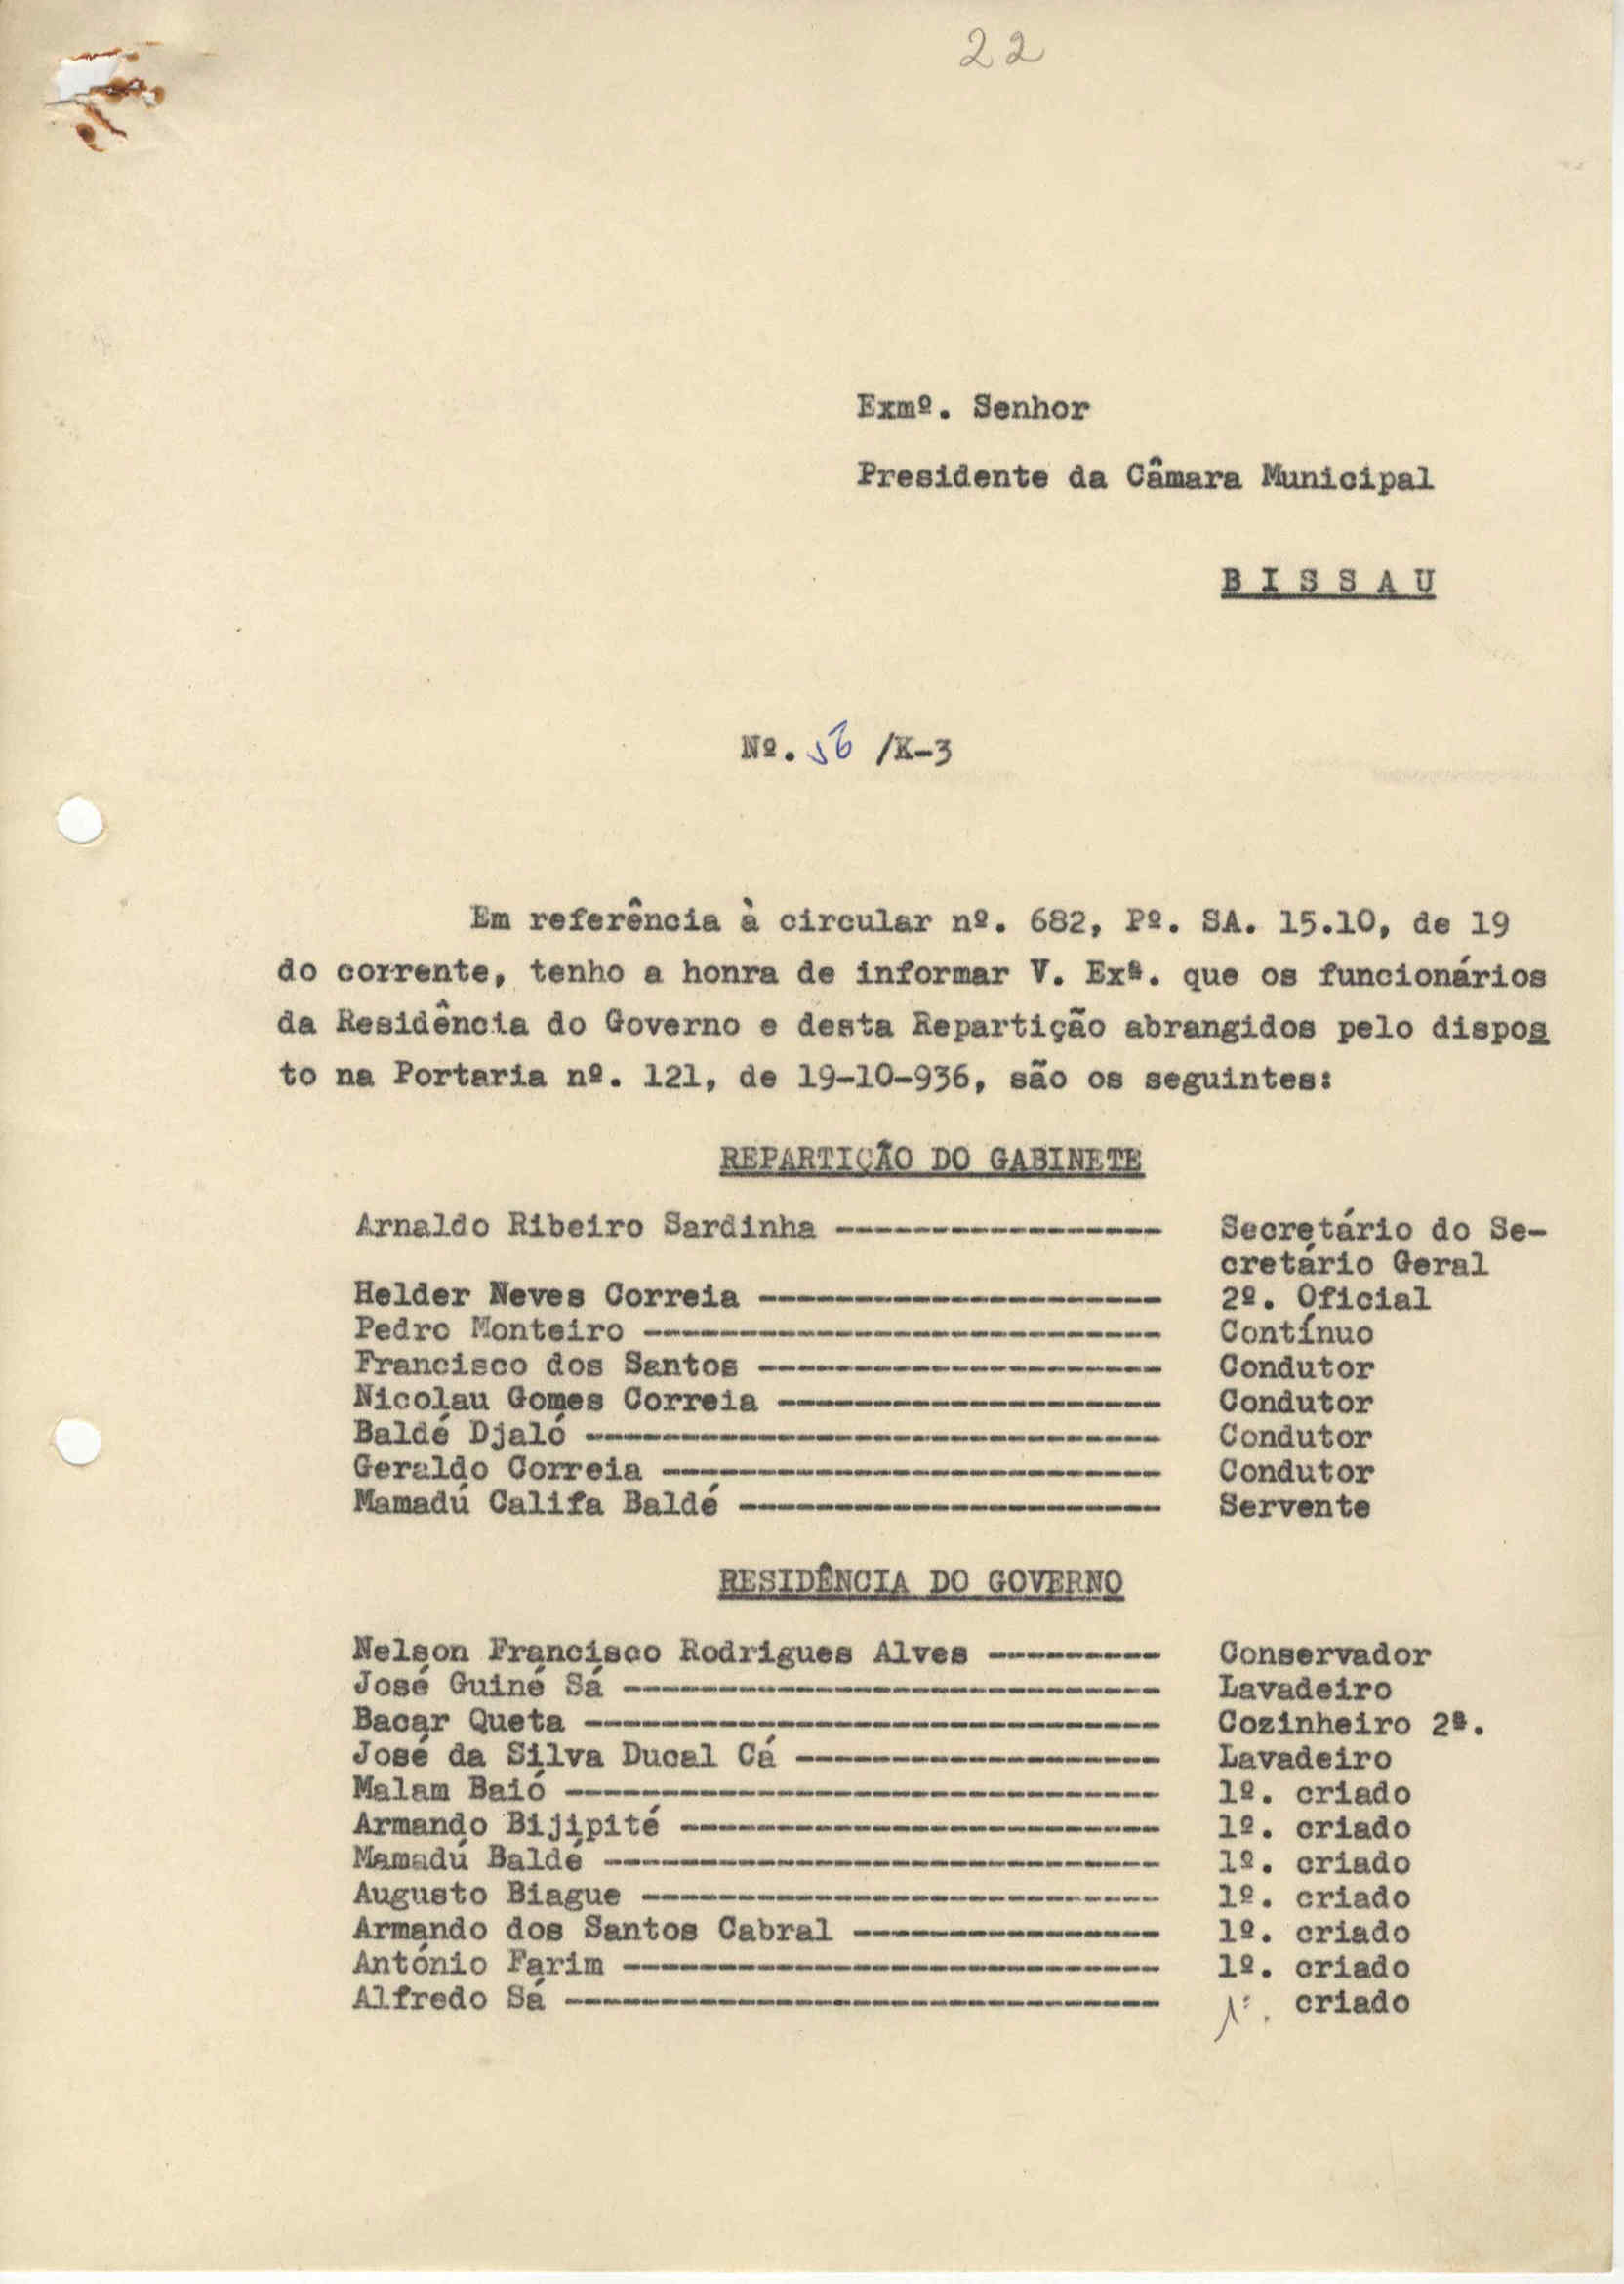 22
Exmº. Senhor
Presidente da Câmara Municipal
B I S S A U
Nº. 56 /K-3
Em referência à circular nº. 682, Pº. SA. 15.10, de 19
do corrente, tenho a honra de informar V. Exª. que os funcionários
da Residência do Governo e desta Repartição abrangidos pelo dispos
to na Portaria nº. 121, de 19-10-936, são os seguintes:
REPARTIÇÃO DO GABINETE
Arnaldo Ribeiro Sardinha ----------------- Secretário do Se-
cretário Geral
Helder Neves Correia --------------------- 2º. Oficial
Pedro Monteiro --------------------------- Contínuo
Francisco dos Santos --------------------- Condutor
Nicolau Gomes Correia -------------------- Condutor
Baldé Djaló ------------------------------ Condutor
Geraldo Correia -------------------------- Condutor
Mamadú Califa Baldé ---------------------- Servente
RESIDÊNCIA DO GOVERNO
Nelson Francisco Rodrigues Alves --------- Conservador
José Guiné Sá ---------------------------- Lavadeiro
Bacar Queta ------------------------------ Cozinheiro 2ª.
José da Silva Ducal Cá ------------------- Lavadeiro
Malam Baió ------------------------------- 1º. criado
Armando Bijipité ------------------------- 1º. criado
Mamadú Baldé ----------------------------- 1º. criado
Augusto Biague --------------------------- 1º. criado
Armando dos Santos Cabral ---------------- 1º. criado
António Farim ---------------------------- 1º. criado
Alfredo Sá ------------------------------- 1º. criado